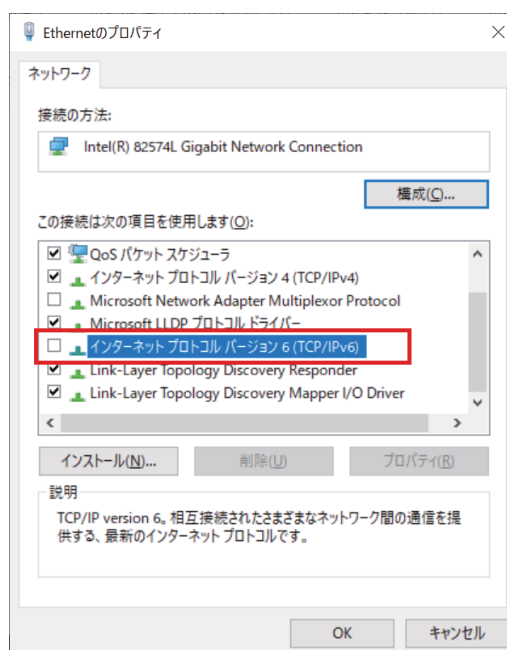 Ethernetのプロパティ
ネットワーク
接続の方法:
Intel(R) 82574L Gigabit Network Connection
構成(C)...
この接続は次の項目を使用します(O):
QoS パケット スケジューラ
インターネット プロトコル バージョン 4 (TCP/IPv4)
Microsoft Network Adapter Multiplexor Protocol
Microsoft LLDP プロトコル ドライバー
インターネット プロトコル バージョン 6 (TCP/IPv6)
Link-Layer Topology Discovery Responder
Link-Layer Topology Discovery Mapper I/O Driver
インストール(N)...
削除(U)
プロパティ(R)
説明
TCP/IP version 6。相互接続されたさまざまなネットワーク間の通信を提
供する、最新のインターネット プロトコルです。
OK
キャンセル